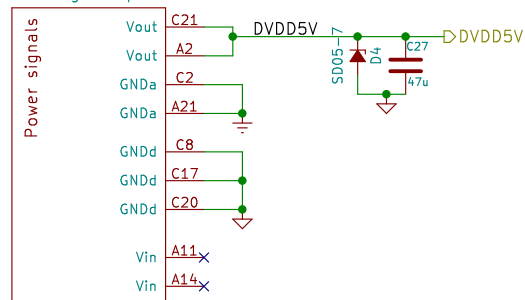 Power signals
Vout C21
Vout A2
GNDa C2
GNDa A21
GNDd C8
GNDd C17
GNDd C20
Vin A11
Vin A14
DVDD5V
SD05-7
D4
C27
47u
DVDD5V